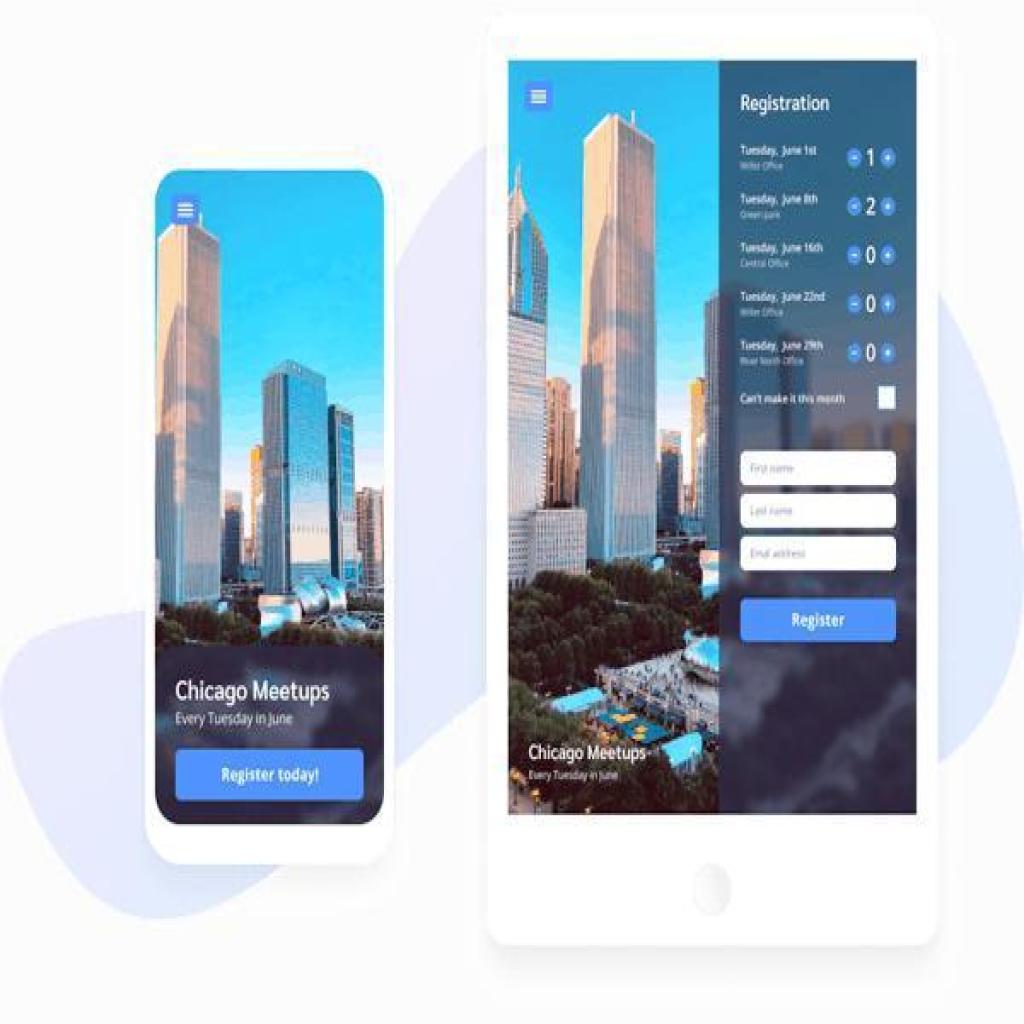 Chicago Meetups
Every Tuesday in June
Register today!
Chicago Meetups
Every Tuesday in June
Registration
Tuesday, June 1st
Willer Office
1
Tuesday, June 8th
Green park
2
Tuesday, June 16th
Central Office
0
Tuesday, June 22nd
Willer Office
0
Tuesday, June 29th
River North Office
0
Can't make it this month
First name
Last name
Email address
Register